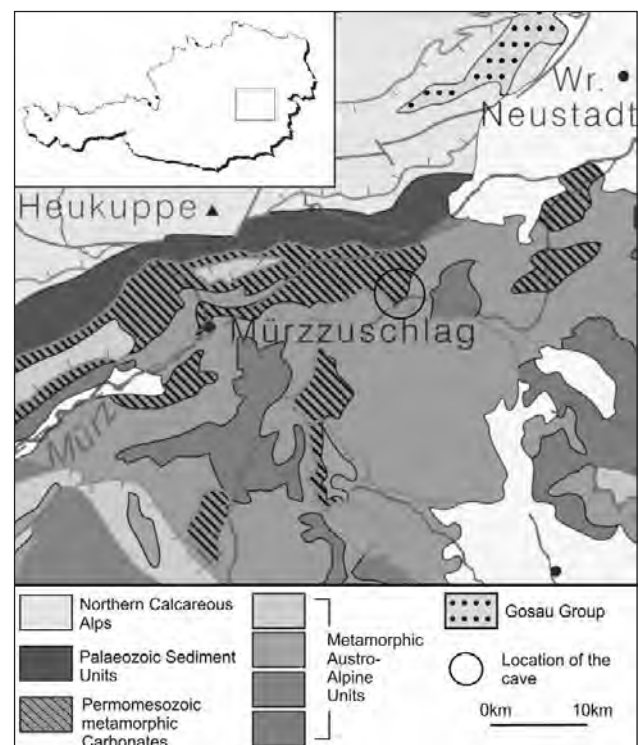 Wr.
Neustadt
Heukuppe
Mürzzuschlag
Mürz
Northern Calcareous
Alps
Palaeozoic Sediment
Units
Permomesozoic
metamorphic
Carbonates
Metamorphic
Austro-
Alpine
Units
Gosau Group
Location of the
cave
0km 10km